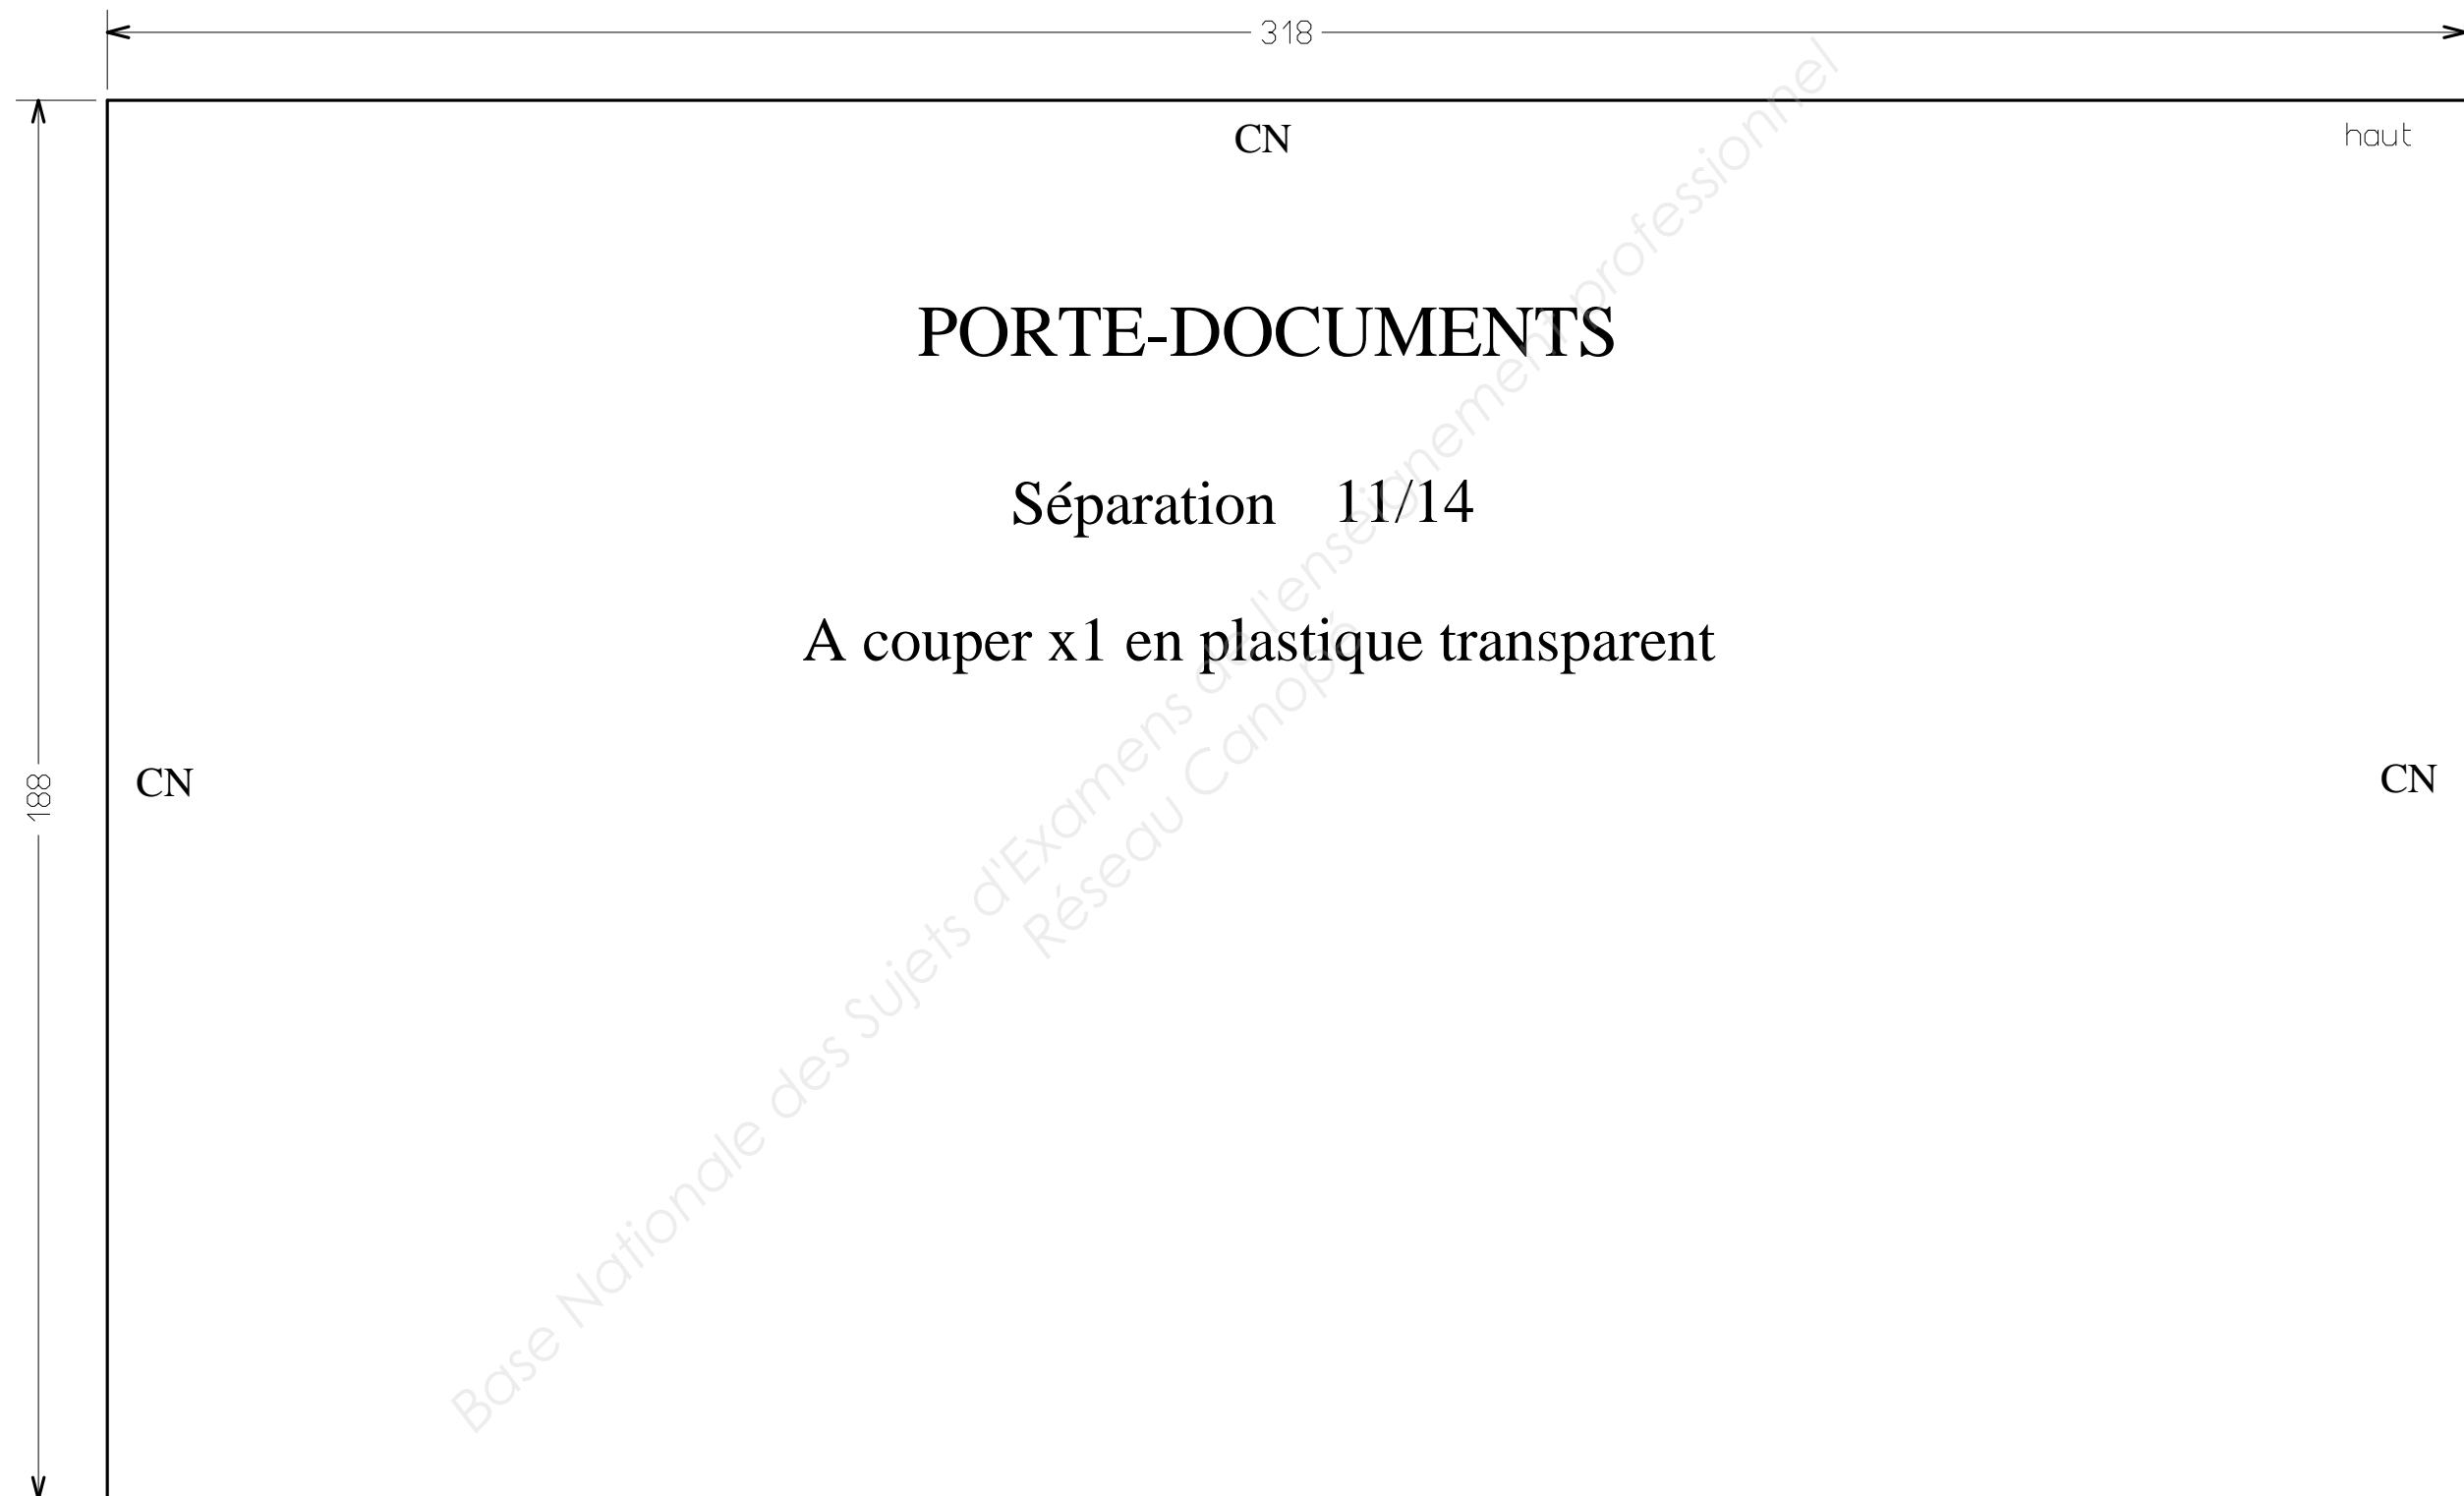 318
CN
haut
PORTE-DOCUMENTS
Séparation 11/14
A couper x1 en plastique transparent
188
CN
CN
Base Nationale des Sujets d'Examens de l'enseignement professionnel
Réseau Canopé